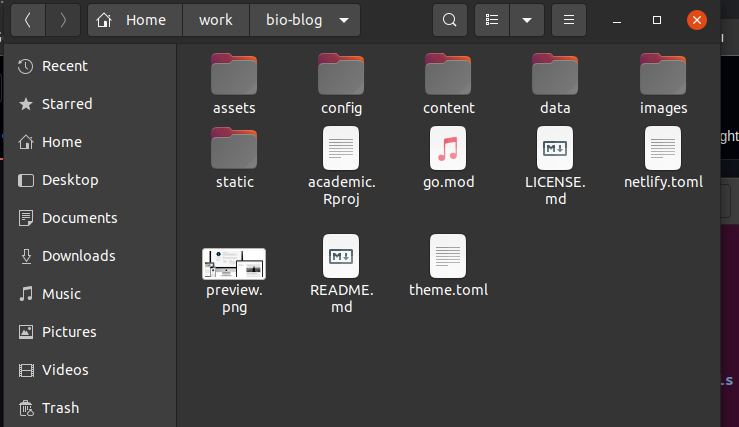 Home work bio-blog
Recent
Starred
Home
Desktop
Documents
Downloads
Music
Pictures
Videos
Trash
assets config content data images
static academic. go.mod LICENSE. netlify.toml
Rproj md
preview. README. theme.toml
png md
ght
ls